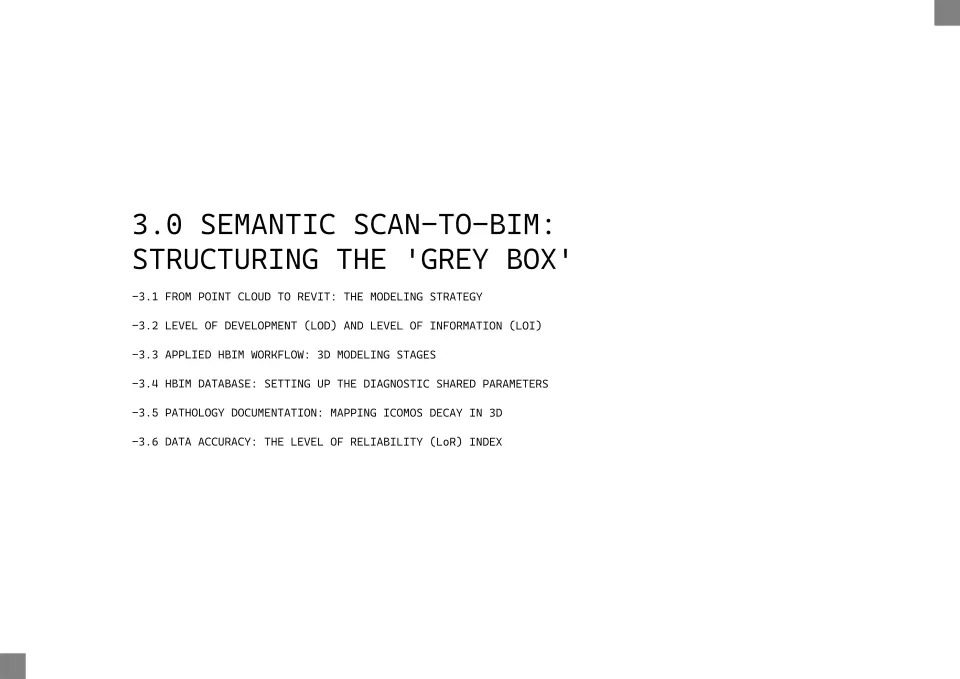 3.0 SEMANTIC SCAN-TO-BIM:
STRUCTURING THE 'GREY BOX'
-3.1 FROM POINT CLOUD TO REVIT: THE MODELING STRATEGY
-3.2 LEVEL OF DEVELOPMENT (LOD) AND LEVEL OF INFORMATION (LOI)
-3.3 APPLIED HBIM WORKFLOW: 3D MODELING STAGES
-3.4 HBIM DATABASE: SETTING UP THE DIAGNOSTIC SHARED PARAMETERS
-3.5 PATHOLOGY DOCUMENTATION: MAPPING ICOMOS DECAY IN 3D
-3.6 DATA ACCURACY: THE LEVEL OF RELIABILITY (LoR) INDEX